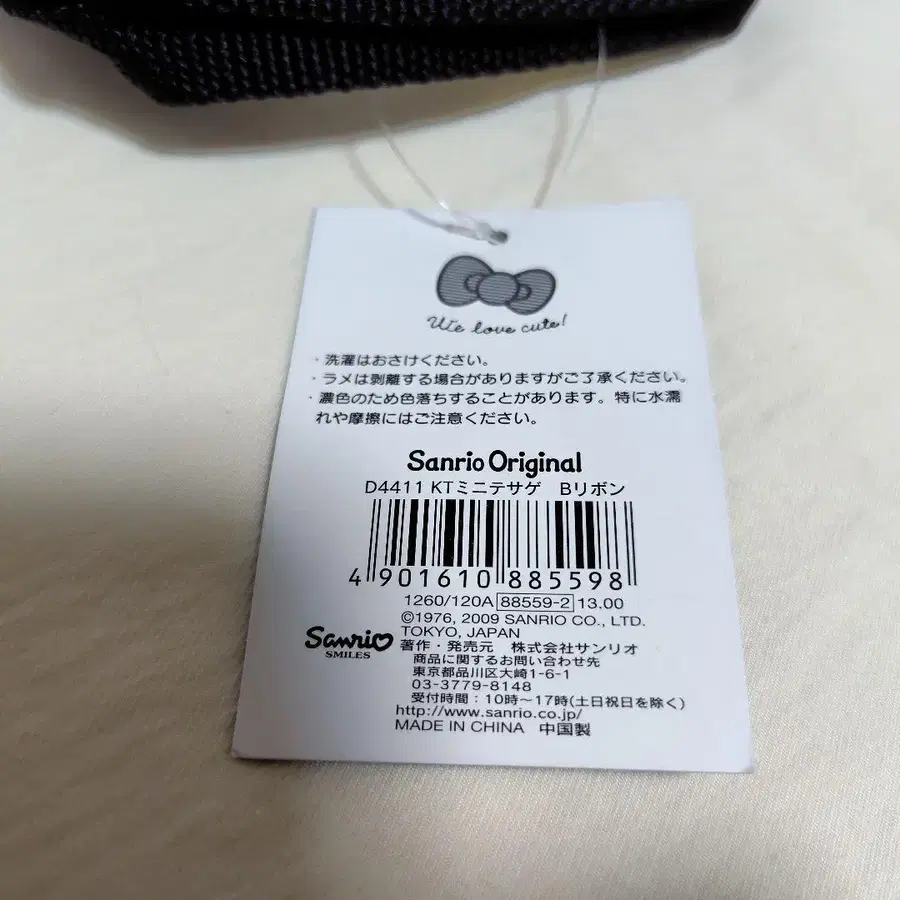 We love cute!
・洗濯はおさけください。
・ラメは剥離する場合がありますがご了承ください。
・濃色のため色落ちすることがあります。特に水濡
れや摩擦にはご注意ください。
Sanrio Original
D4411 KTミニテサゲ Bリボン
4 901610 885598
1260/120A 88559-2 13.00
©1976, 2009 SANRIO CO., LTD.
TOKYO, JAPAN
Sanrio
SMILES
著作・発売元 株式会社サンリオ
商品に関するお問い合わせ先
東京都品川区大崎1-6-1
03-3779-8148
受付時間：10時～17時(土日祝日を除く)
http://www.sanrio.co.jp/
MADE IN CHINA 中国製